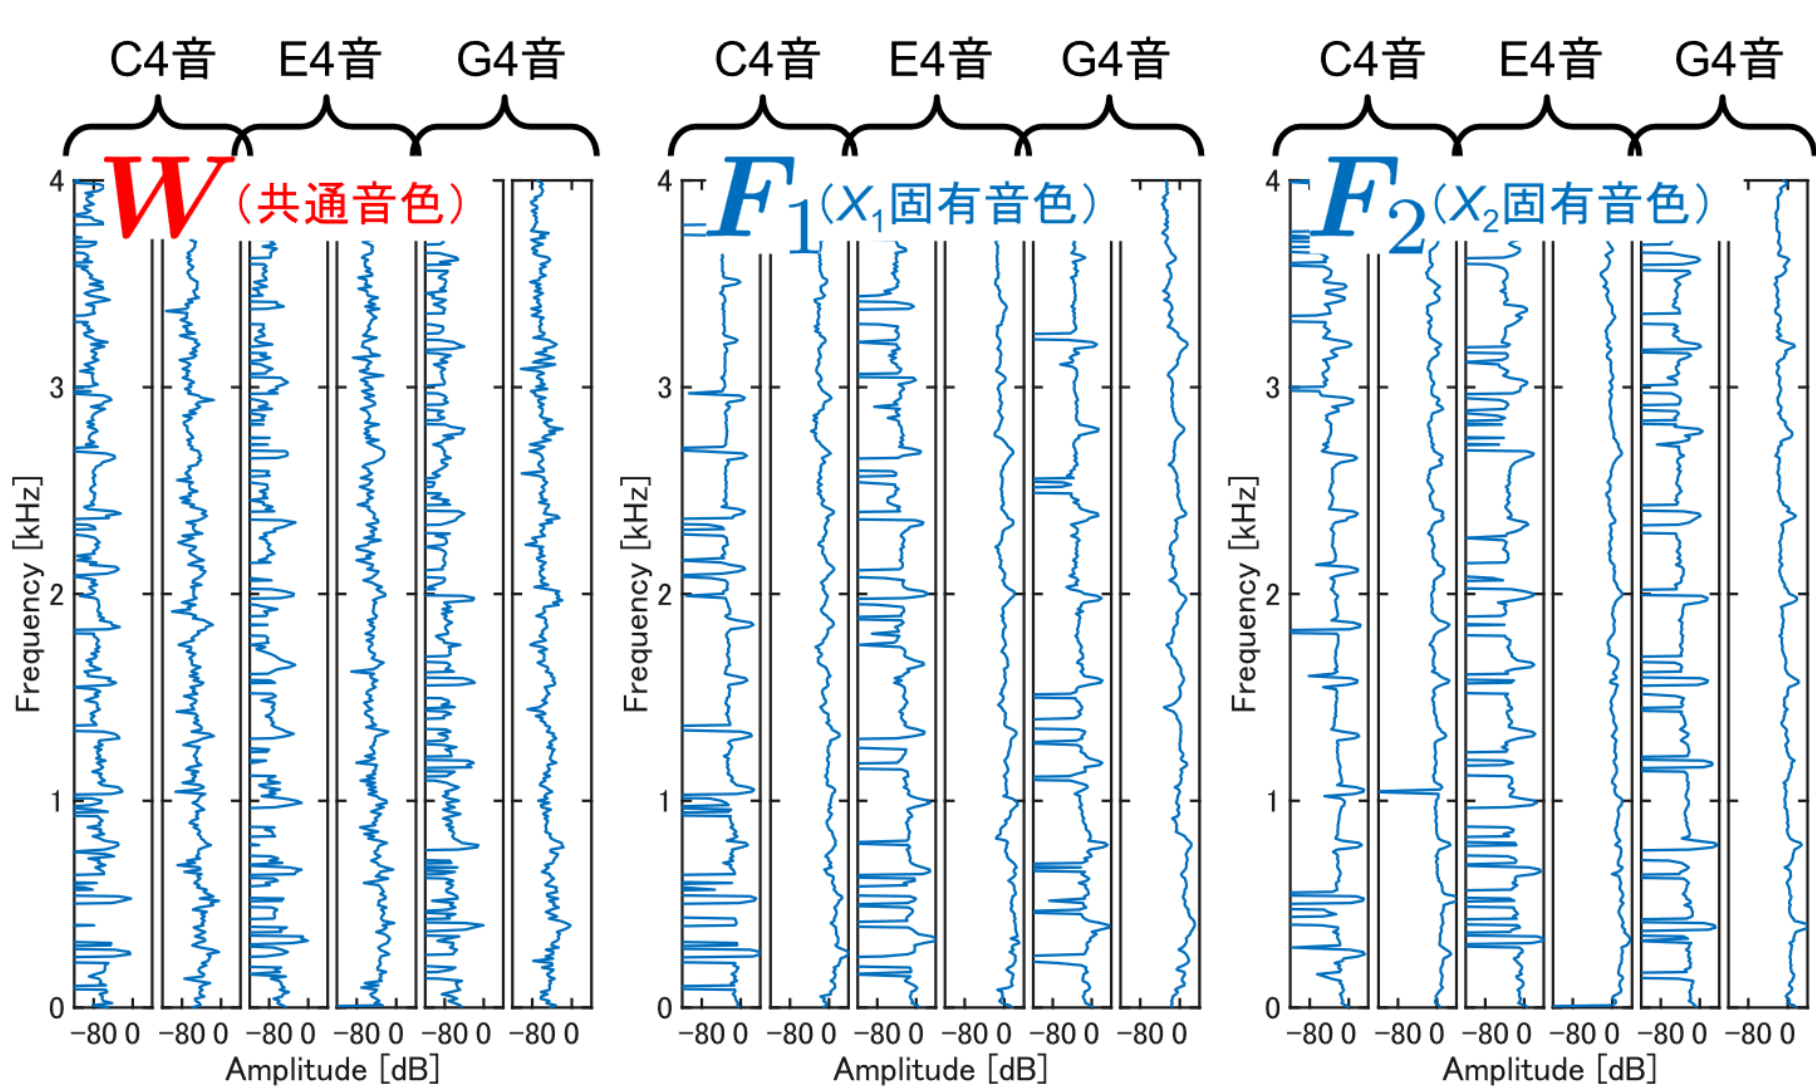 C4音 E4音 G4音 C4音 E4音 G4音 C4音 E4音 G4音
W(共通音色) F1(X1固有音色) F2(X2固有音色)
4 4 4
3 3 3
Frequency [kHz] Frequency [kHz] Frequency [kHz]
2 2 2
1 1 1
0 0 0
−80 0 −80 0 −80 0 −80 0 −80 0 −80 0 −80 0 −80 0 −80 0 −80 0 −80 0 −80 0 −80 0 −80 0 −80 0 −80 0 −80 0 −80 0
Amplitude [dB] Amplitude [dB] Amplitude [dB]